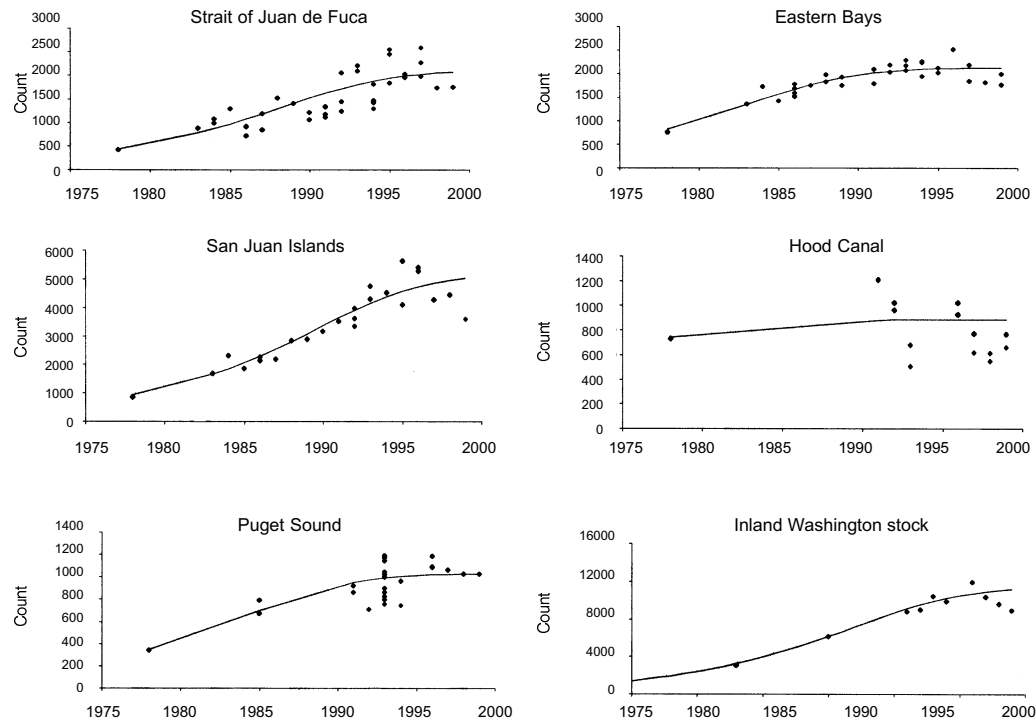 Strait of Juan de Fuca
3000
2500
2000
1500
1000
500
0
Count
1975 1980 1985 1990 1995 2000
Eastern Bays
3000
2500
2000
1500
1000
500
0
Count
1975 1980 1985 1990 1995 2000
San Juan Islands
6000
5000
4000
3000
2000
1000
0
Count
1975 1980 1985 1990 1995 2000
Hood Canal
1400
1200
1000
800
600
400
200
0
Count
1975 1980 1985 1990 1995 2000
Puget Sound
1400
1200
1000
800
600
400
200
0
Count
1975 1980 1985 1990 1995 2000
Inland Washington stock
16000
12000
8000
4000
0
Count
1975 1980 1985 1990 1995 2000